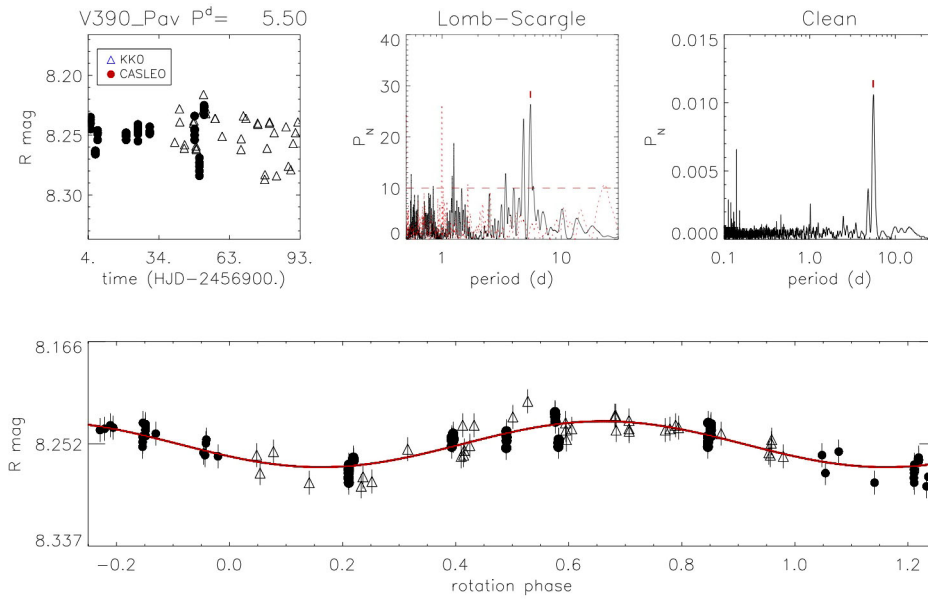 V390_Pav P^d= 5.50
8.20
8.25
8.30
R mag
KKO
CASLEO
4. 34. 63. 93.
time (HJD-2456900.)
Lomb-Scargle
40
30
20
10
0
P_N
1 10
period (d)
Clean
0.015
0.010
0.005
0.000
P_N
0.1 1.0 10.0
period (d)
8.166
8.252
8.337
R mag
-0.2 0.0 0.2 0.4 0.6 0.8 1.0 1.2
rotation phase